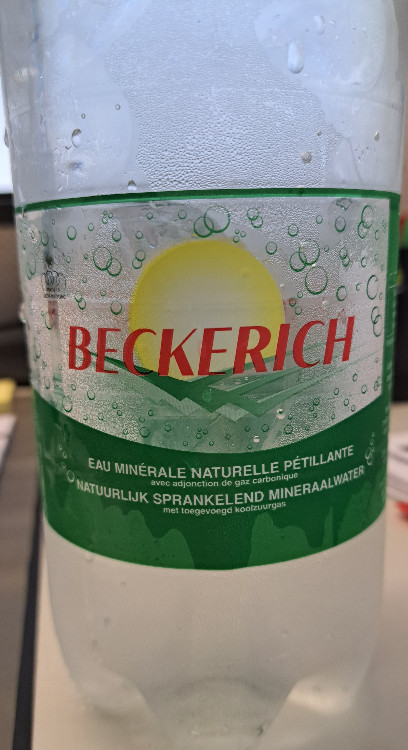 BECKERICH
EAU MINÉRALE NATURELLE PÉTILLANTE
avec adjonction de gaz carbonique
NATUURLIJK SPRANKELEND MINERAALWATER
met toegevoegd koolzuurgas